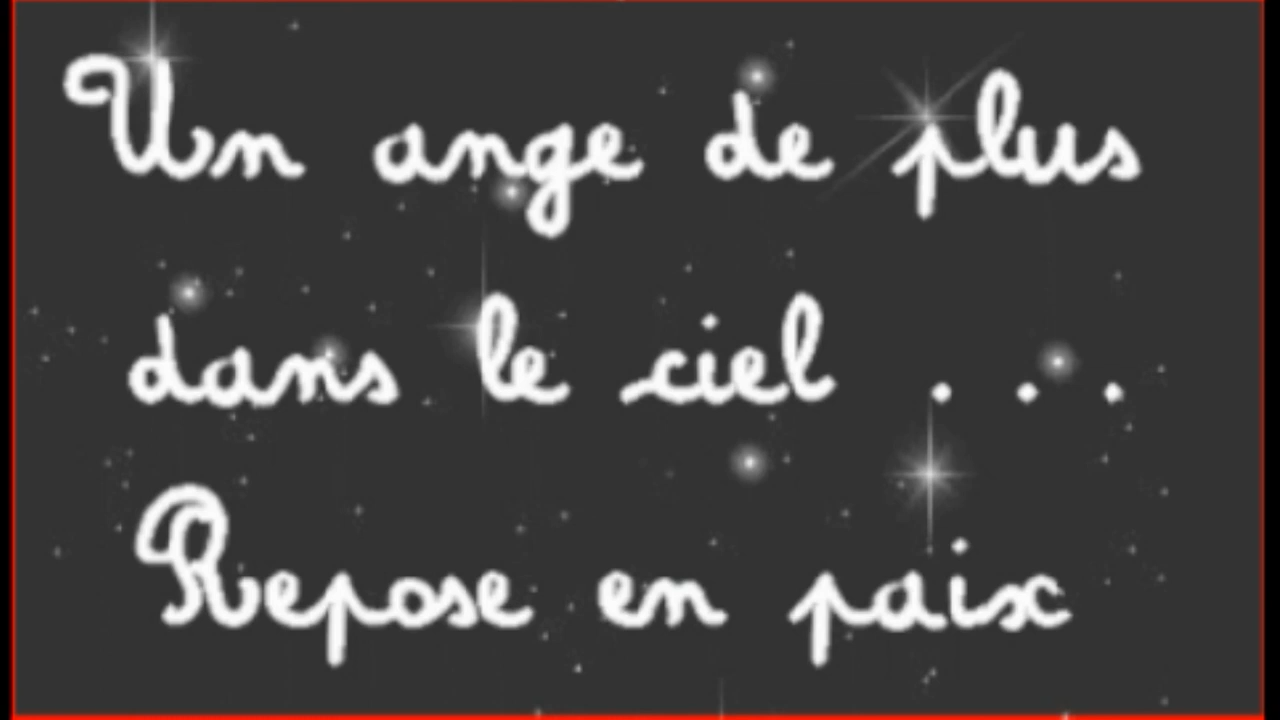 Un ange de plus
dans le ciel . . .
Repose en paix